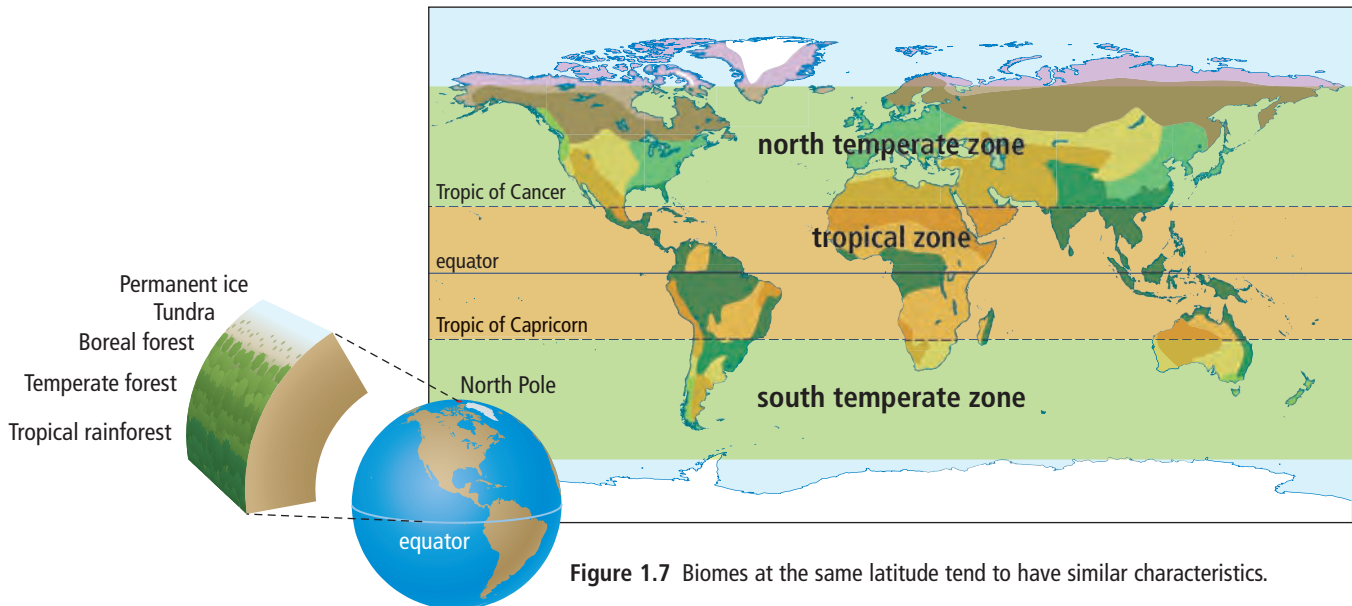 north temperate zone
Tropic of Cancer
tropical zone
equator
Tropic of Capricorn
south temperate zone
Permanent ice
Tundra
Boreal forest
Temperate forest
Tropical rainforest
North Pole
equator
Figure 1.7 Biomes at the same latitude tend to have similar characteristics.